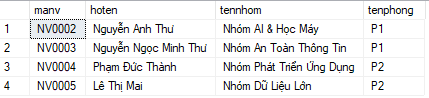 manv hoten tennhom tenphong
1 NV0002 Nguyễn Anh Thư Nhóm AI & Học Máy P1
2 NV0003 Nguyễn Ngọc Minh Thư Nhóm An Toàn Thông Tin P1
3 NV0004 Phạm Đức Thành Nhóm Phát Triển Ứng Dụng P2
4 NV0005 Lê Thị Mai Nhóm Dữ Liệu Lớn P2